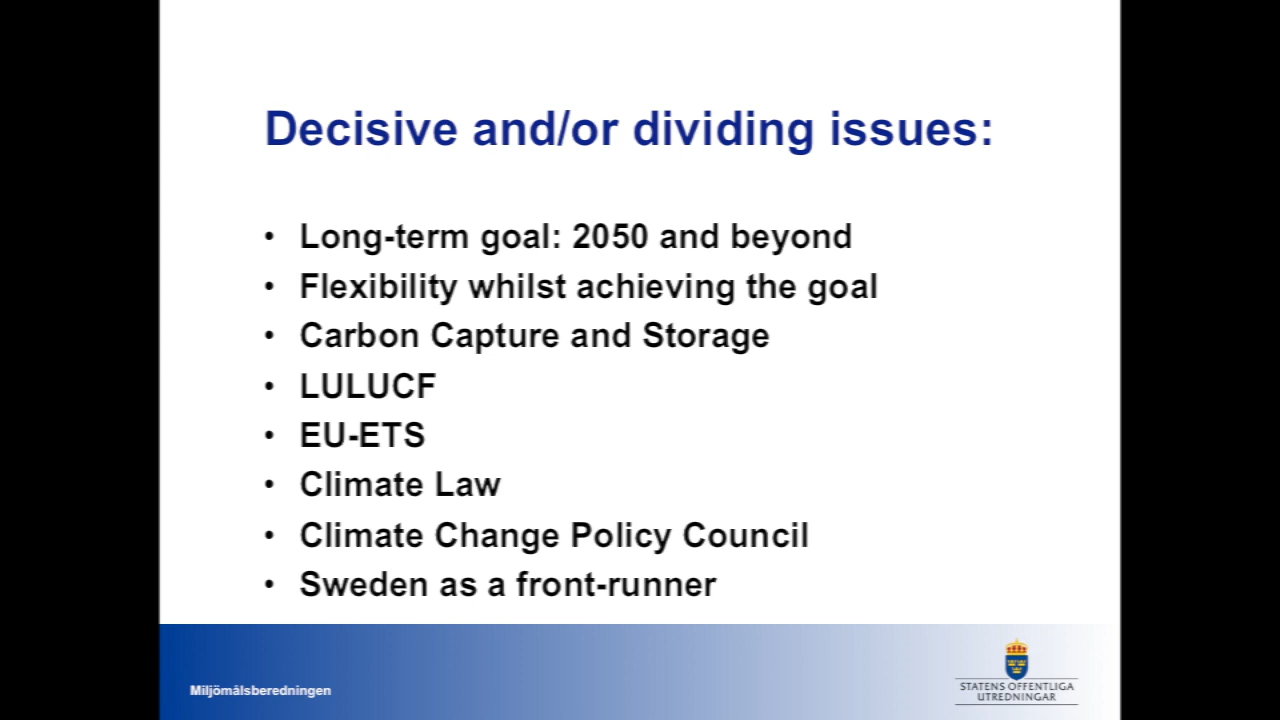 Decisive and/or dividing issues:
• Long-term goal: 2050 and beyond
• Flexibility whilst achieving the goal
• Carbon Capture and Storage
• LULUCF
• EU-ETS
• Climate Law
• Climate Change Policy Council
• Sweden as a front-runner
Miljömålsberedningen
STATENS OFFENTLIGA
UTREDNINGAR